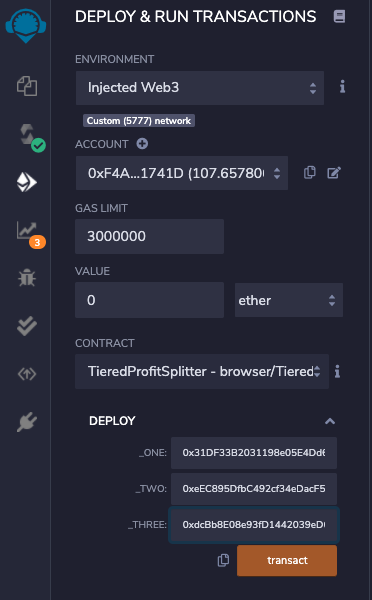 DEPLOY & RUN TRANSACTIONS
ENVIRONMENT
Injected Web3
Custom (5777) network
ACCOUNT
0xF4A...1741D (107.65780
GAS LIMIT
3000000
VALUE
0
ether
CONTRACT
TieredProfitSplitter - browser/Tiered
3
DEPLOY
_ONE:
0x31DF33B2031198e05E4Dd6
_TWO:
0xeEC895DfbC492cf34eDacF5
_THREE:
0xdcBb8E08e93fD1442039eD
transact